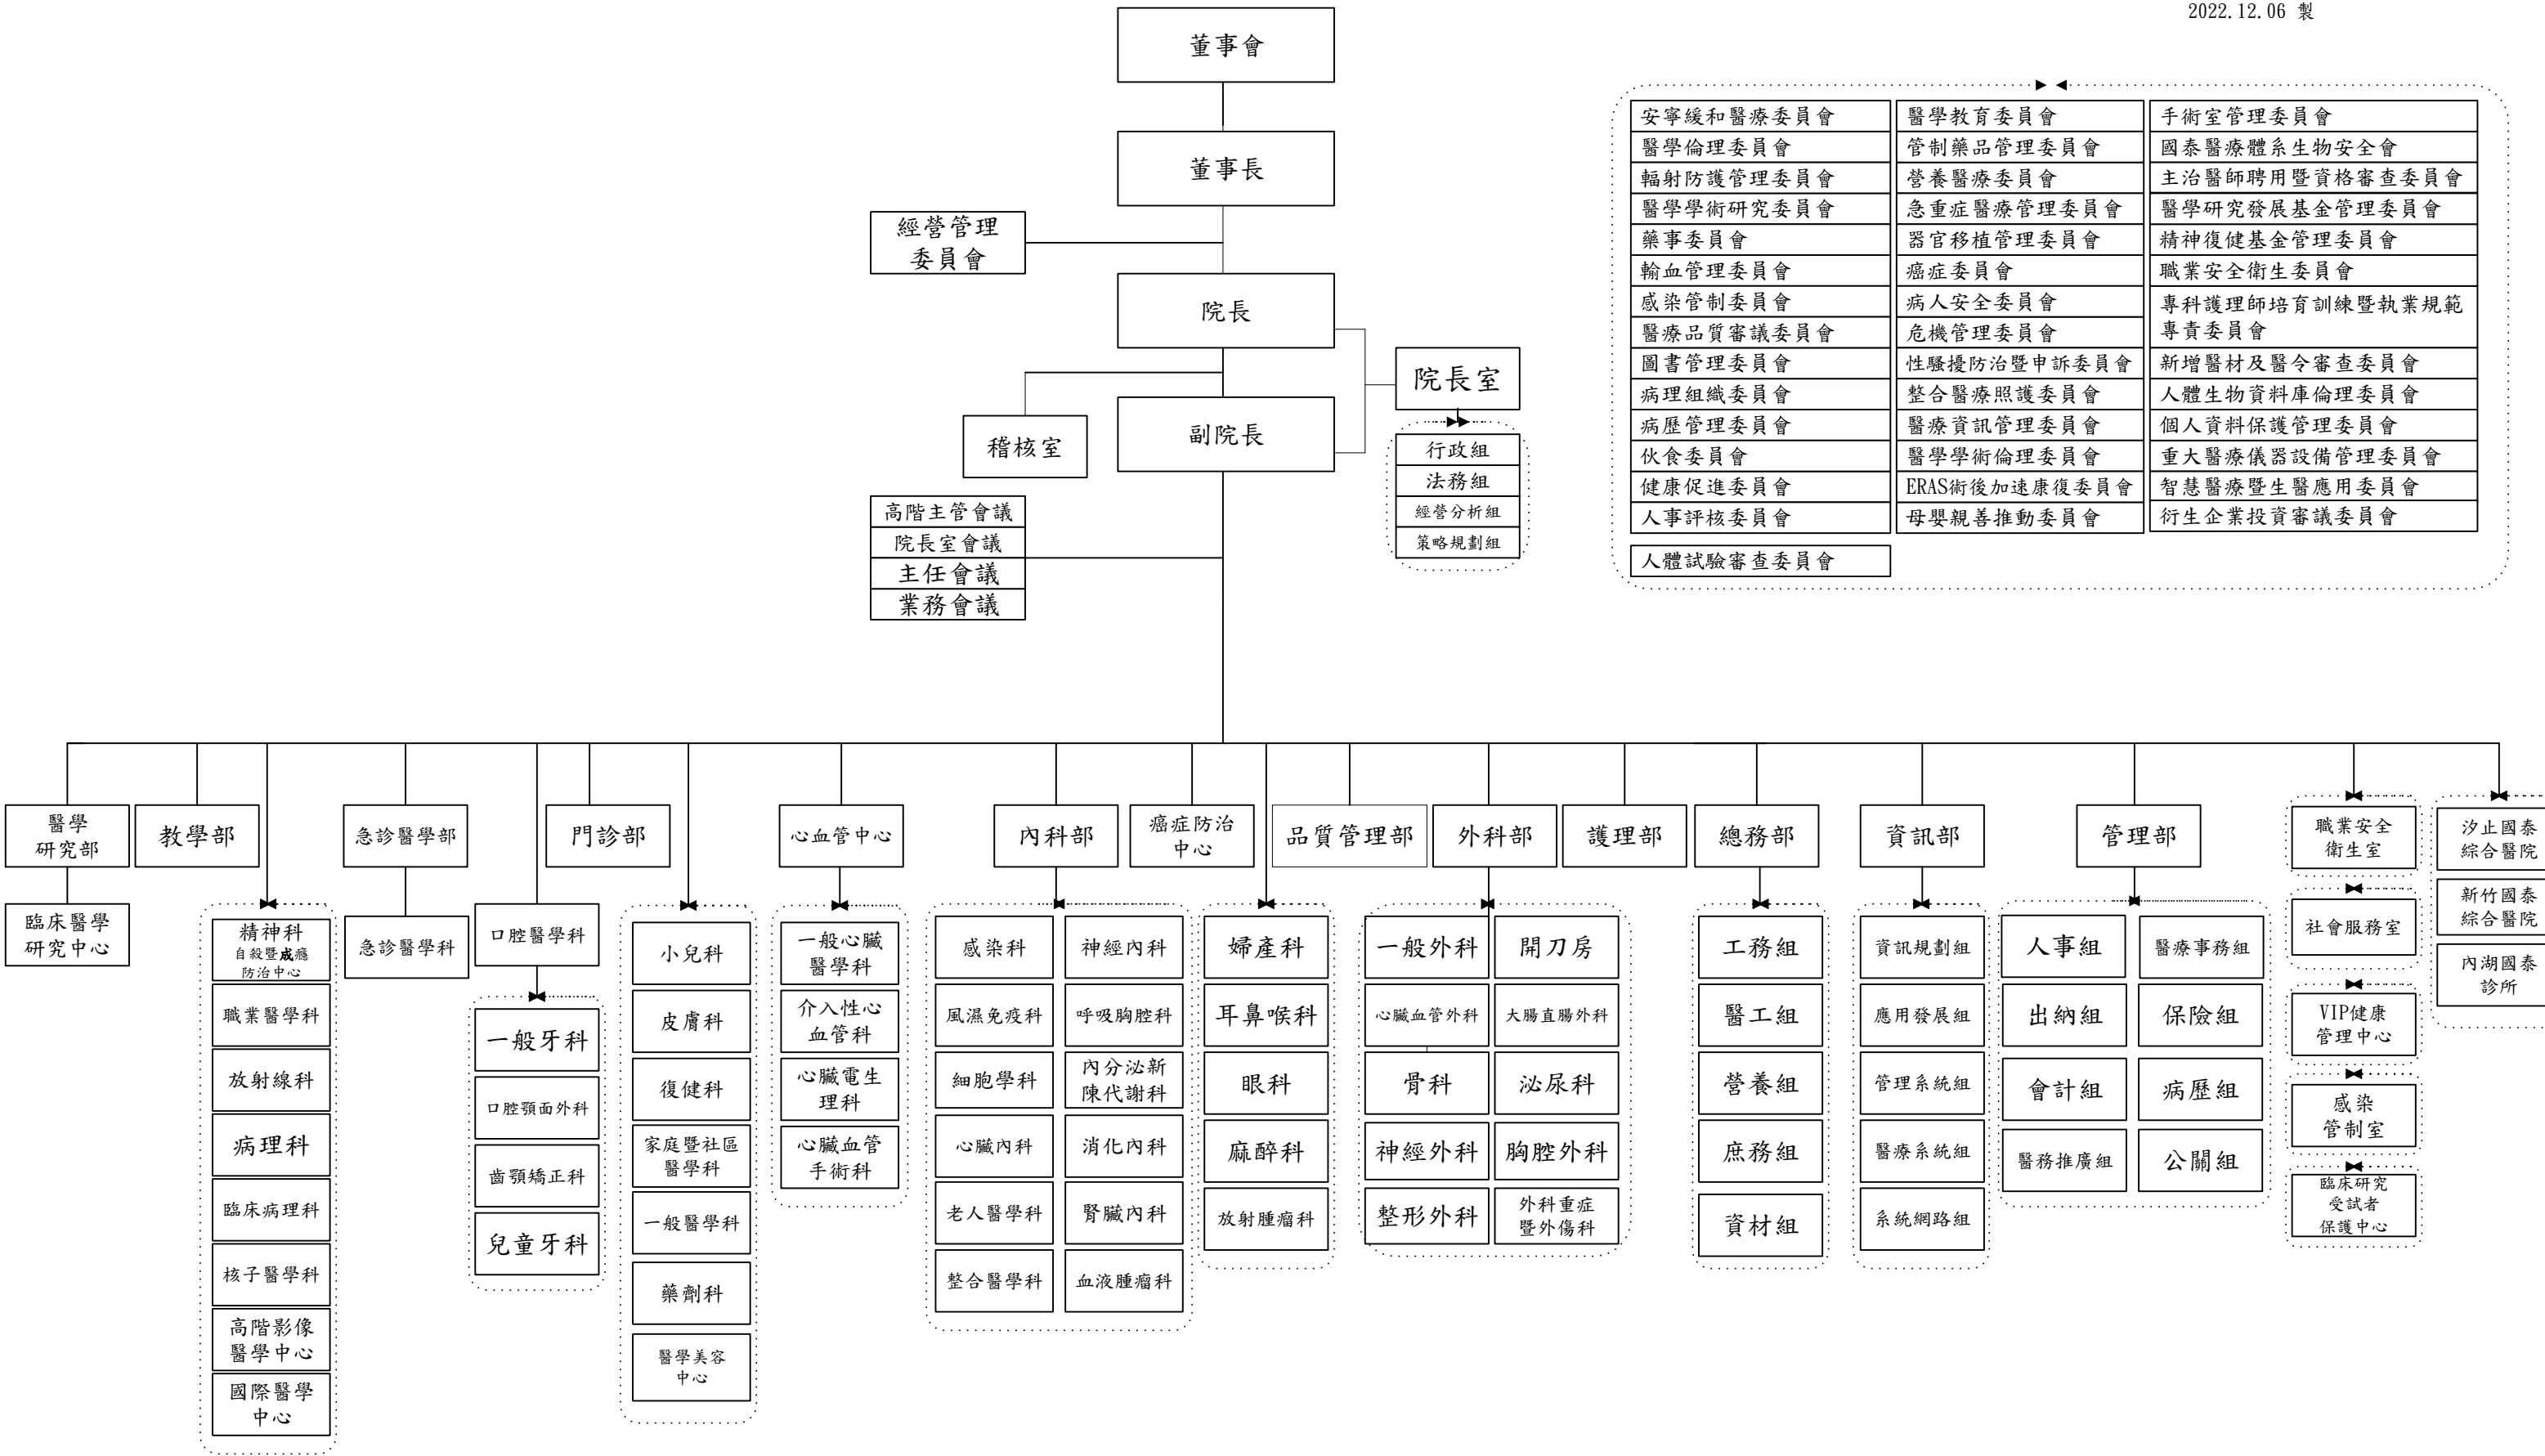 2022.12.06 製
董事會
董事長
經營管理
委員會
院長
院長室
稽核室
副院長
行政組
法務組
經營分析組
策略規劃組
高階主管會議
院長室會議
主任會議
業務會議
安寧緩和醫療委員會
醫學倫理委員會
輻射防護管理委員會
醫學學術研究委員會
藥事委員會
輸血管理委員會
感染管制委員會
醫療品質審議委員會
圖書管理委員會
病理組織委員會
病歷管理委員會
伙食委員會
健康促進委員會
人事評核委員會
人體試驗審查委員會
醫學教育委員會
管制藥品管理委員會
營養醫療委員會
急重症醫療管理委員會
器官移植管理委員會
癌症委員會
病人安全委員會
危機管理委員會
性騷擾防治暨申訴委員會
整合醫療照護委員會
醫療資訊管理委員會
醫學學術倫理委員會
ERAS術後加速康復委員會
母嬰親善推動委員會
手術室管理委員會
國泰醫療體系生物安全會
主治醫師聘用暨資格審查委員會
醫學研究發展基金管理委員會
精神復健基金管理委員會
職業安全衛生委員會
專科護理師培育訓練暨執業規範
專責委員會
新增醫材及醫令審查委員會
人體生物資料庫倫理委員會
個人資料保護管理委員會
重大醫療儀器設備管理委員會
智慧醫療暨生醫應用委員會
衍生企業投資審議委員會
醫學
研究部
臨床醫學
研究中心
教學部
精神科
自殺暨成癮
防治中心
職業醫學科
放射線科
病理科
臨床病理科
核子醫學科
高階影像
醫學中心
國際醫學
中心
急診醫學部
急診醫學科
口腔醫學科
一般牙科
口腔顎面外科
齒顎矯正科
兒童牙科
門診部
小兒科
皮膚科
復健科
家庭暨社區
醫學科
一般醫學科
藥劑科
醫學美容
中心
心血管中心
一般心臟
醫學科
介入性心
血管科
心臟電生
理科
心臟血管
手術科
內科部
感染科
神經內科
風濕免疫科
呼吸胸腔科
細胞學科
內分泌新
陳代謝科
心臟內科
消化內科
老人醫學科
腎臟內科
整合醫學科
血液腫瘤科
癌症防治
中心
婦產科
耳鼻喉科
眼科
麻醉科
放射腫瘤科
品質管理部
外科部
一般外科
開刀房
心臟血管外科
大腸直腸外科
骨科
泌尿科
神經外科
胸腔外科
整形外科
外科重症
暨外傷科
護理部
總務部
工務組
醫工組
營養組
庶務組
資材組
資訊部
資訊規劃組
應用發展組
管理系統組
醫療系統組
系統網路組
管理部
人事組
醫療事務組
出納組
保險組
會計組
病歷組
醫務推廣組
公關組
職業安全
衛生室
社會服務室
VIP健康
管理中心
感染
管制室
臨床研究
受試者
保護中心
汐止國泰
綜合醫院
新竹國泰
綜合醫院
內湖國泰
診所